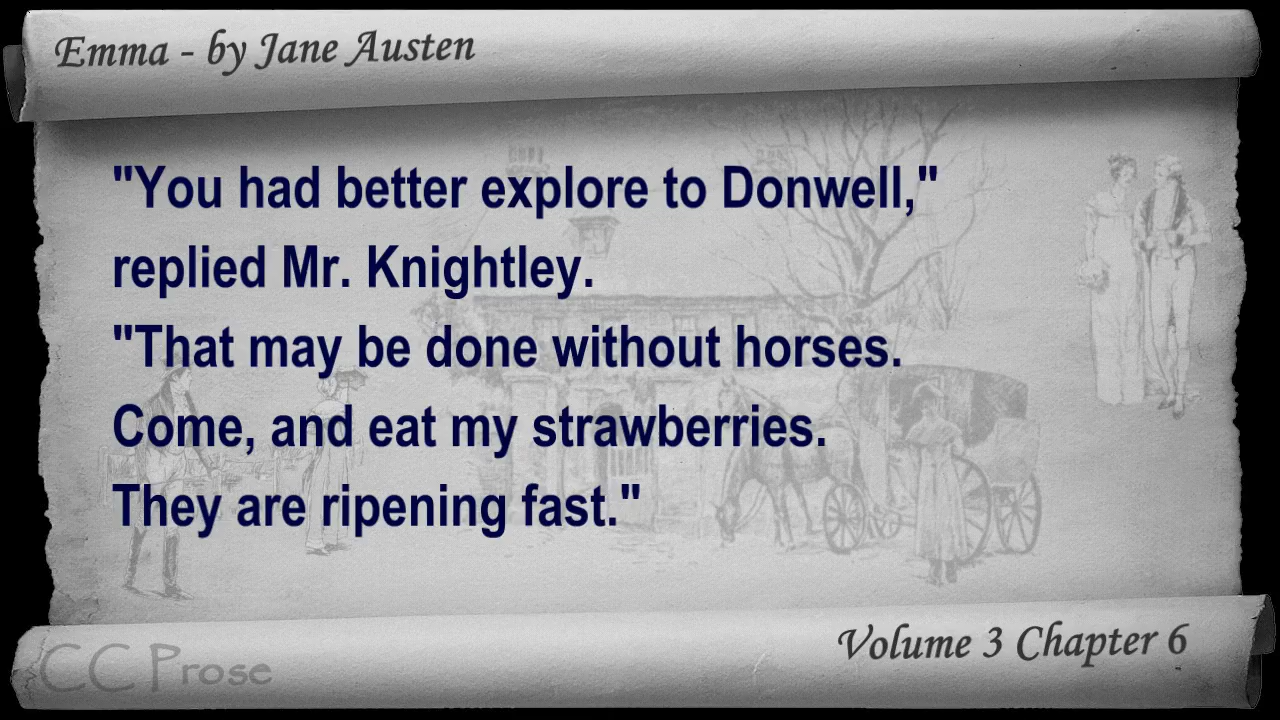 Emma - by Jane Austen
"You had better explore to Donwell,"
replied Mr. Knightley.
"That may be done without horses.
Come, and eat my strawberries.
They are ripening fast."
Volume 3 Chapter 6
CC Prose